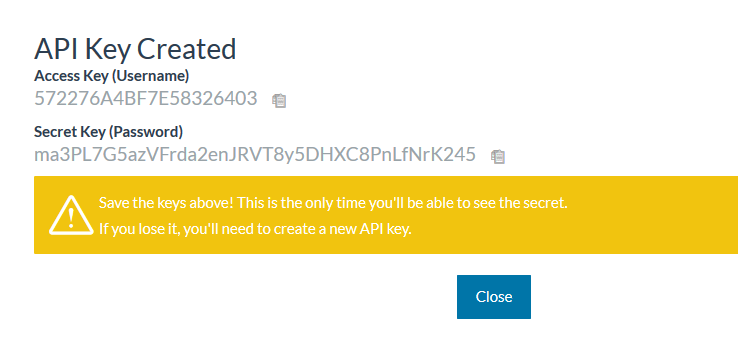 API Key Created
Access Key (Username)
572276A4BF7E58326403
Secret Key (Password)
ma3PL7G5azVFrda2enJRVT8y5DHXC8PnLfNrK245
Save the keys above! This is the only time you'll be able to see the secret.
If you lose it, you'll need to create a new API key.
Close